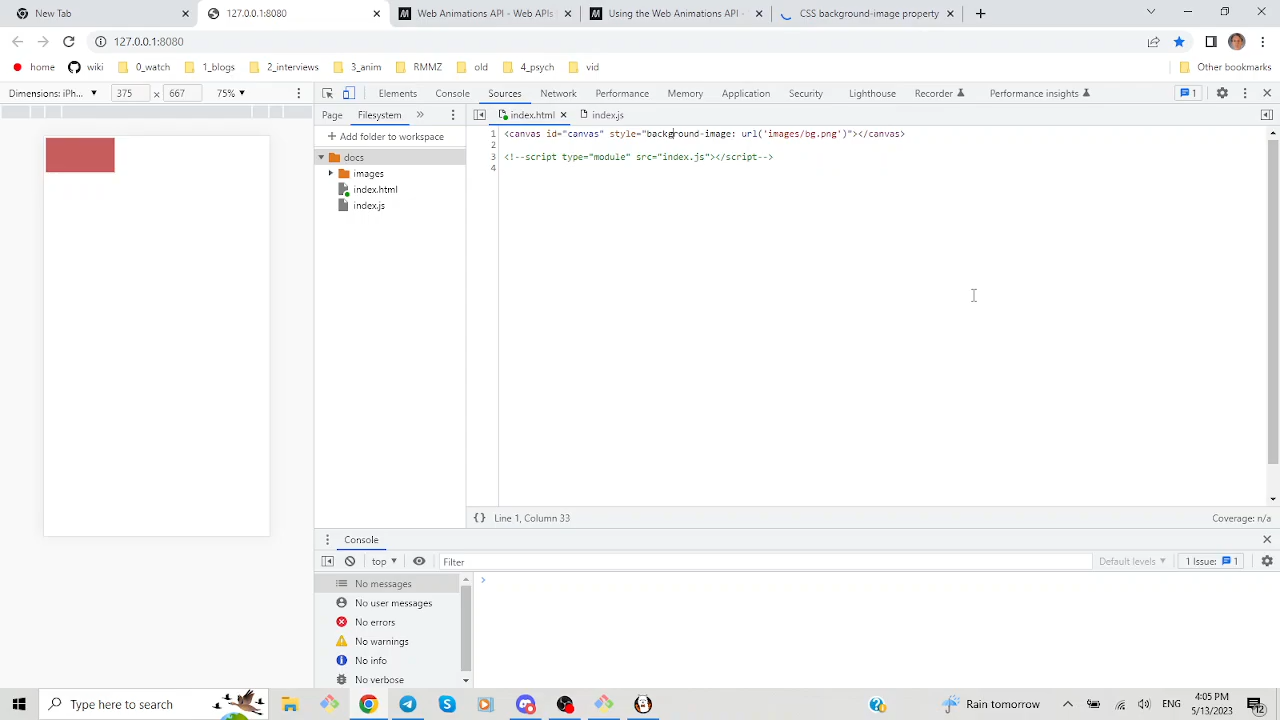 New Tab
127.0.0.1:8080
Web Animations API - Web APIs
Using the Web Animations API -
CSS background-image property
127.0.0.1:8080
home wiki 0_watch 1_blogs 2_interviews 3_anim RMMZ old 4_psych vid Other bookmarks
Dimensions: iPh... 375 × 667 75%
Elements Console Sources Network Performance Memory Application Security Lighthouse Recorder Performance insights 1
Page Filesystem » index.html index.js
+ Add folder to workspace
docs
images
index.html
index.js
1 <canvas id="canvas" style="background-image: url('images/bg.png')"></canvas>
2
3 <!--script type="module" src="index.js"></script-->
4
{} Line 1, Column 33 Coverage: n/a
Console
top Filter Default levels 1 Issue: 1
No messages
No user messages
No errors
No warnings
No info
No verbose
Type here to search
Rain tomorrow
ENG
4:05 PM
5/13/2023
12